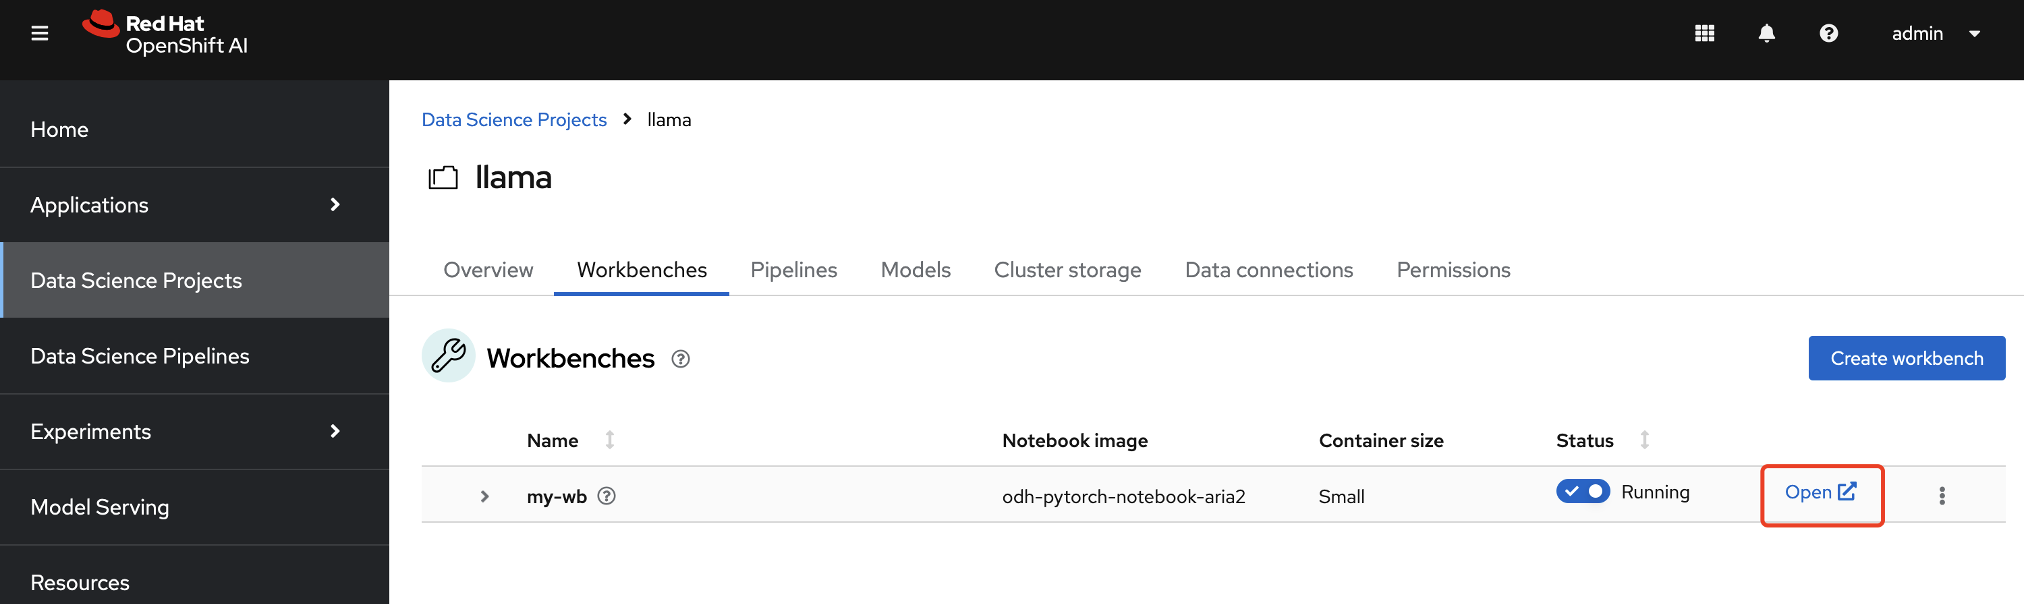 Red Hat
OpenShift AI
admin
Home
Applications
Data Science Projects
Data Science Pipelines
Experiments
Model Serving
Resources
Data Science Projects > llama
llama
Overview Workbenches Pipelines Models Cluster storage Data connections Permissions
Workbenches
Create workbench
Name Notebook image Container size Status
my-wb odh-pytorch-notebook-aria2 Small Running Open